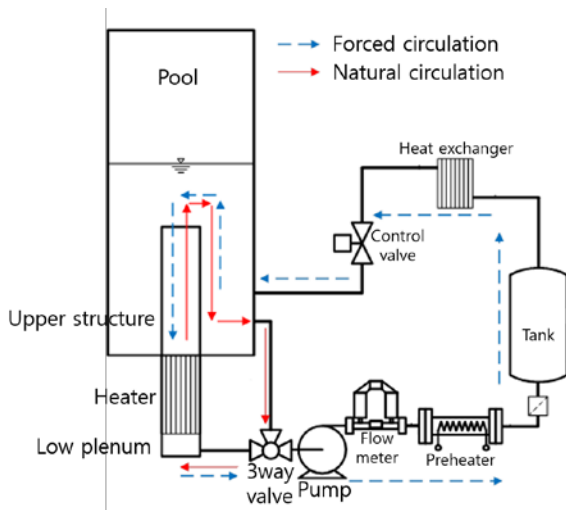 Pool
Forced circulation
Natural circulation
Heat exchanger
Control
valve
Upper structure
Tank
Heater
Low plenum
3way
valve
Pump
Flow
meter
Preheater